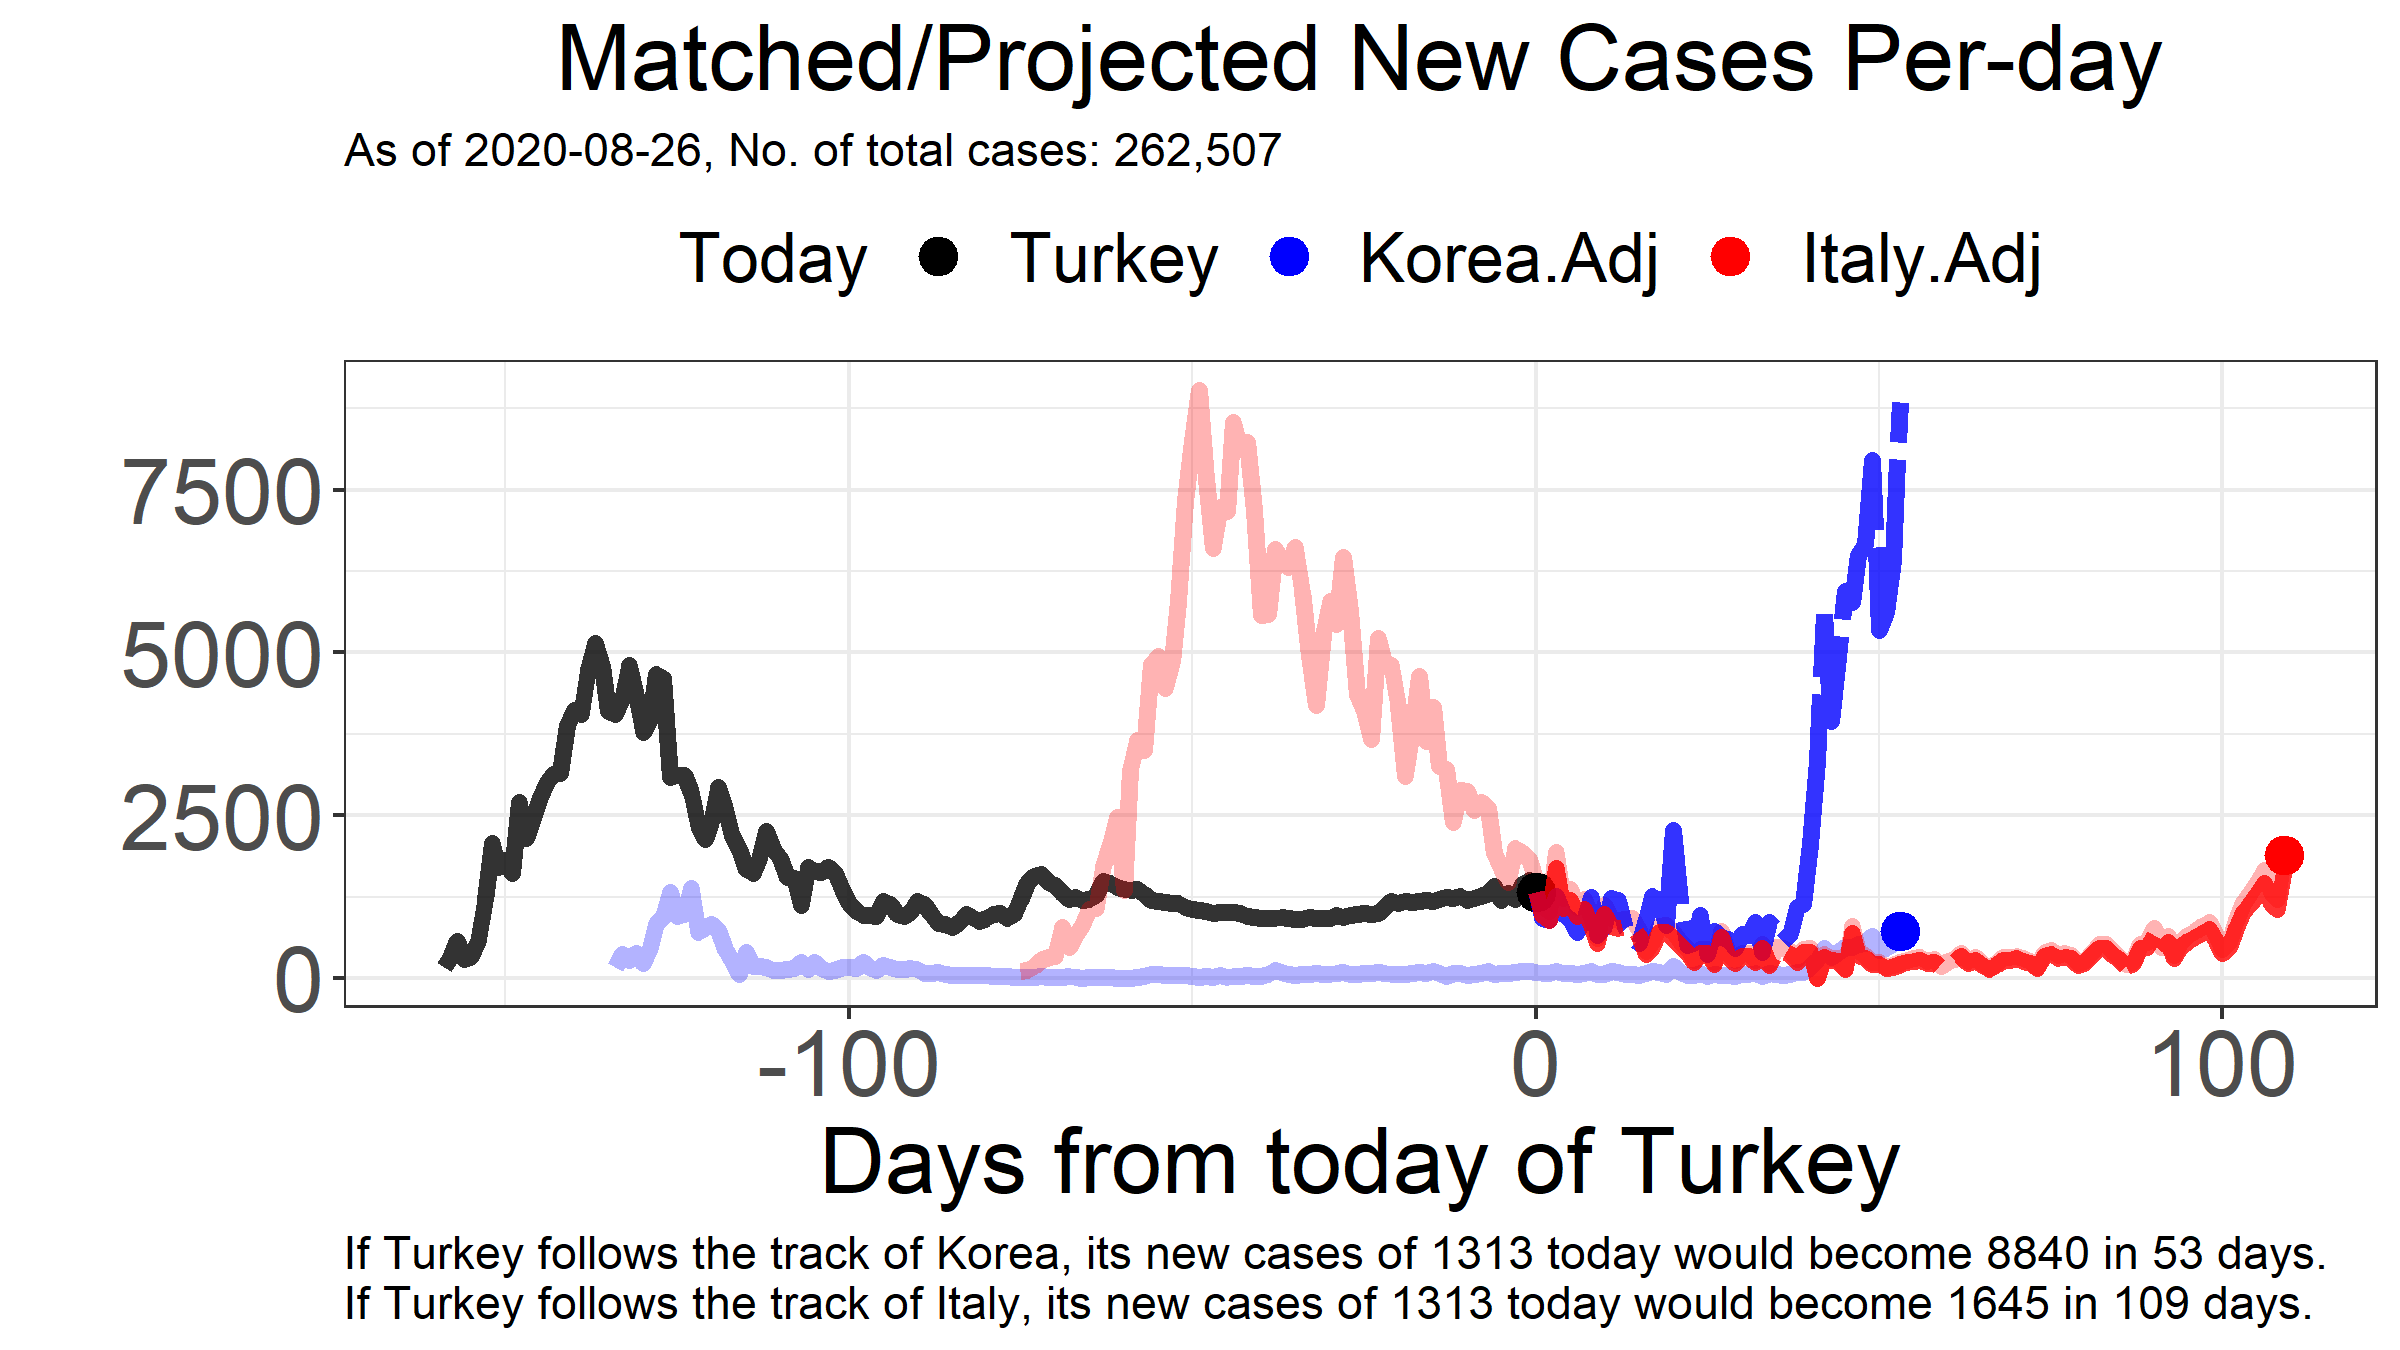 Matched/Projected New Cases Per-day
As of 2020-08-26, No. of total cases: 262,507
Today Turkey Korea.Adj Italy.Adj
7500
5000
2500
0
-100 0 100
Days from today of Turkey
If Turkey follows the track of Korea, its new cases of 1313 today would become 8840 in 53 days.
If Turkey follows the track of Italy, its new cases of 1313 today would become 1645 in 109 days.